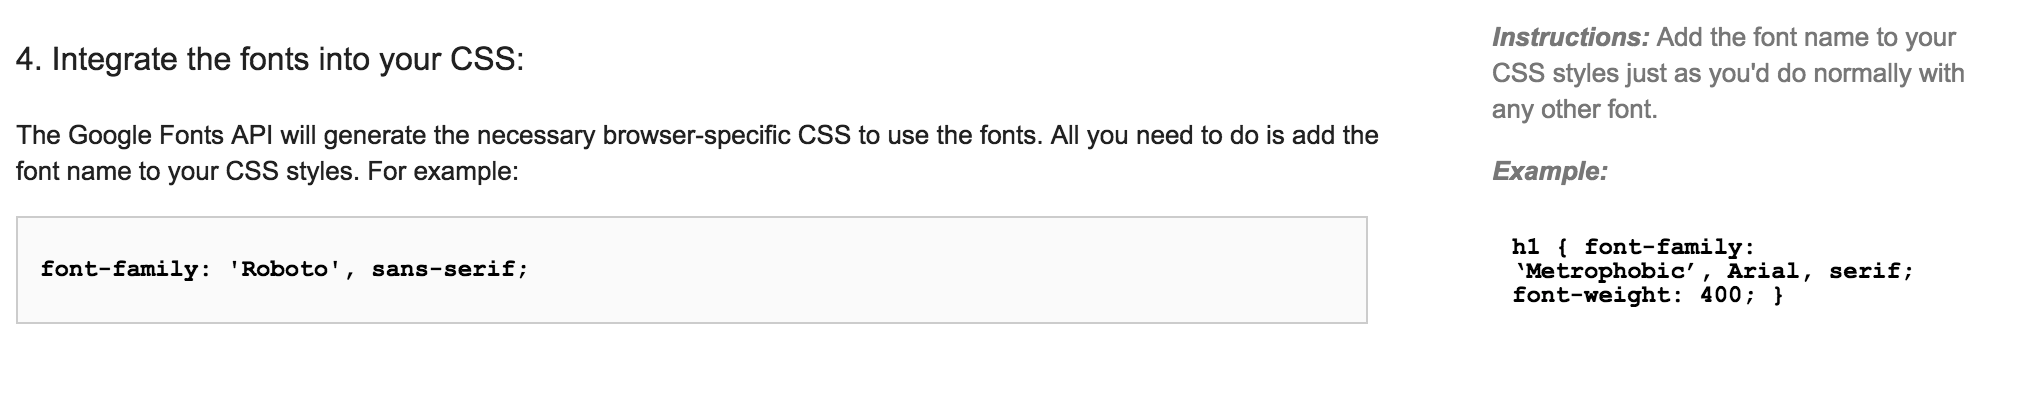 4. Integrate the fonts into your CSS:
The Google Fonts API will generate the necessary browser-specific CSS to use the fonts. All you need to do is add the
font name to your CSS styles. For example:
font-family: 'Roboto', sans-serif;
Instructions: Add the font name to your
CSS styles just as you'd do normally with
any other font.
Example:
h1 { font-family:
‘Metrophobic’, Arial, serif;
font-weight: 400; }